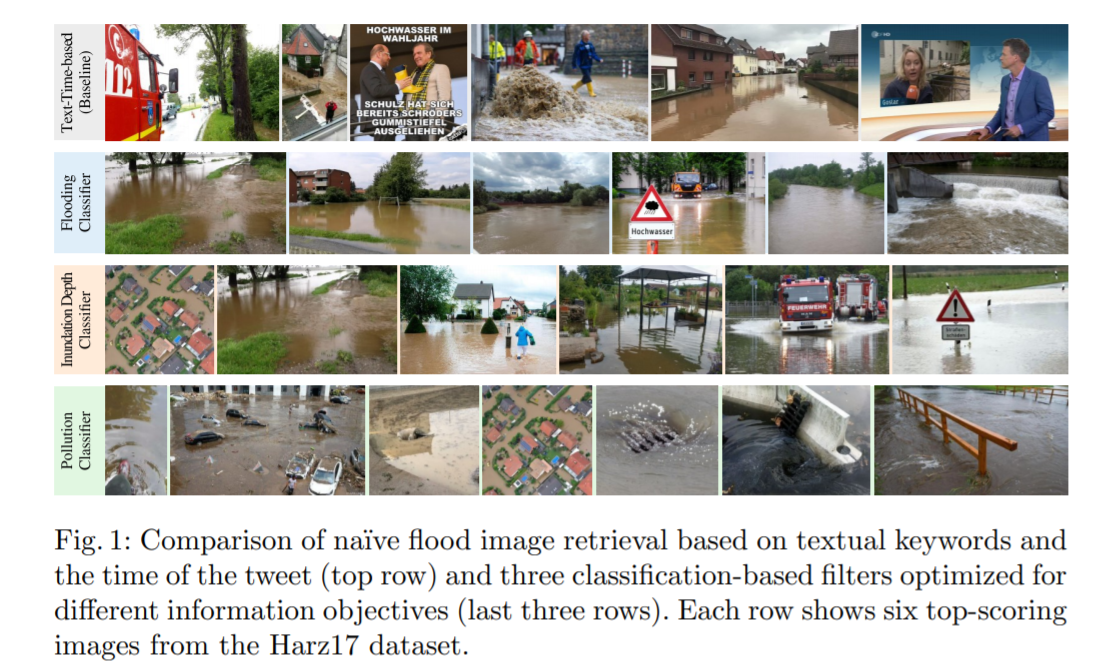 Text-Time-based
(Baseline)
112
HOCHWASSER IM
WAHLJAHR
SCHULZ HAT SICH
BEREITS SCHRÖDERS
GUMMISTIEFEL
AUSGELIEHEN
Goslar
Flooding
Classifier
Hochwasser
Inundation Depth
Classifier
FEUERWEHR
Pollution
Classifier
Fig. 1: Comparison of naïve flood image retrieval based on textual keywords and
the time of the tweet (top row) and three classification-based filters optimized for
different information objectives (last three rows). Each row shows six top-scoring
images from the Harz17 dataset.